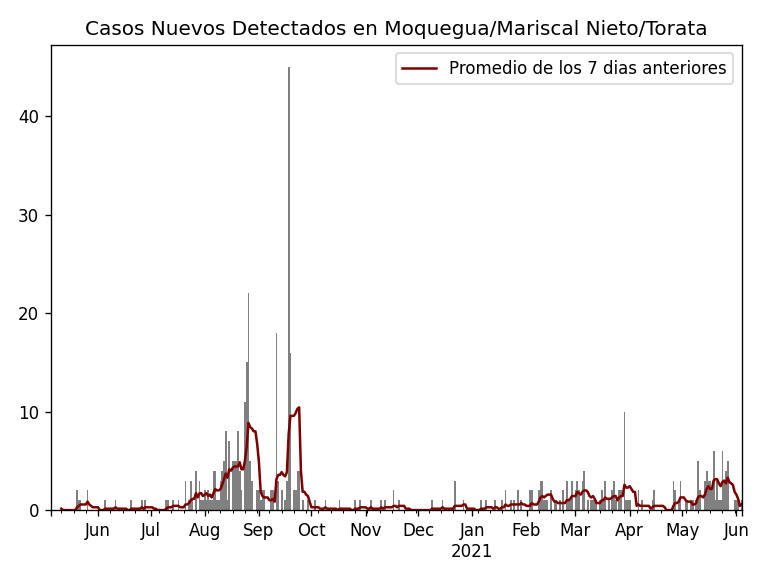 Casos Nuevos Detectados en Moquegua/Mariscal Nieto/Torata
Promedio de los 7 dias anteriores
40
30
20
10
0
Jun Jul Aug Sep Oct Nov Dec Jan Feb Mar Apr May Jun
2021